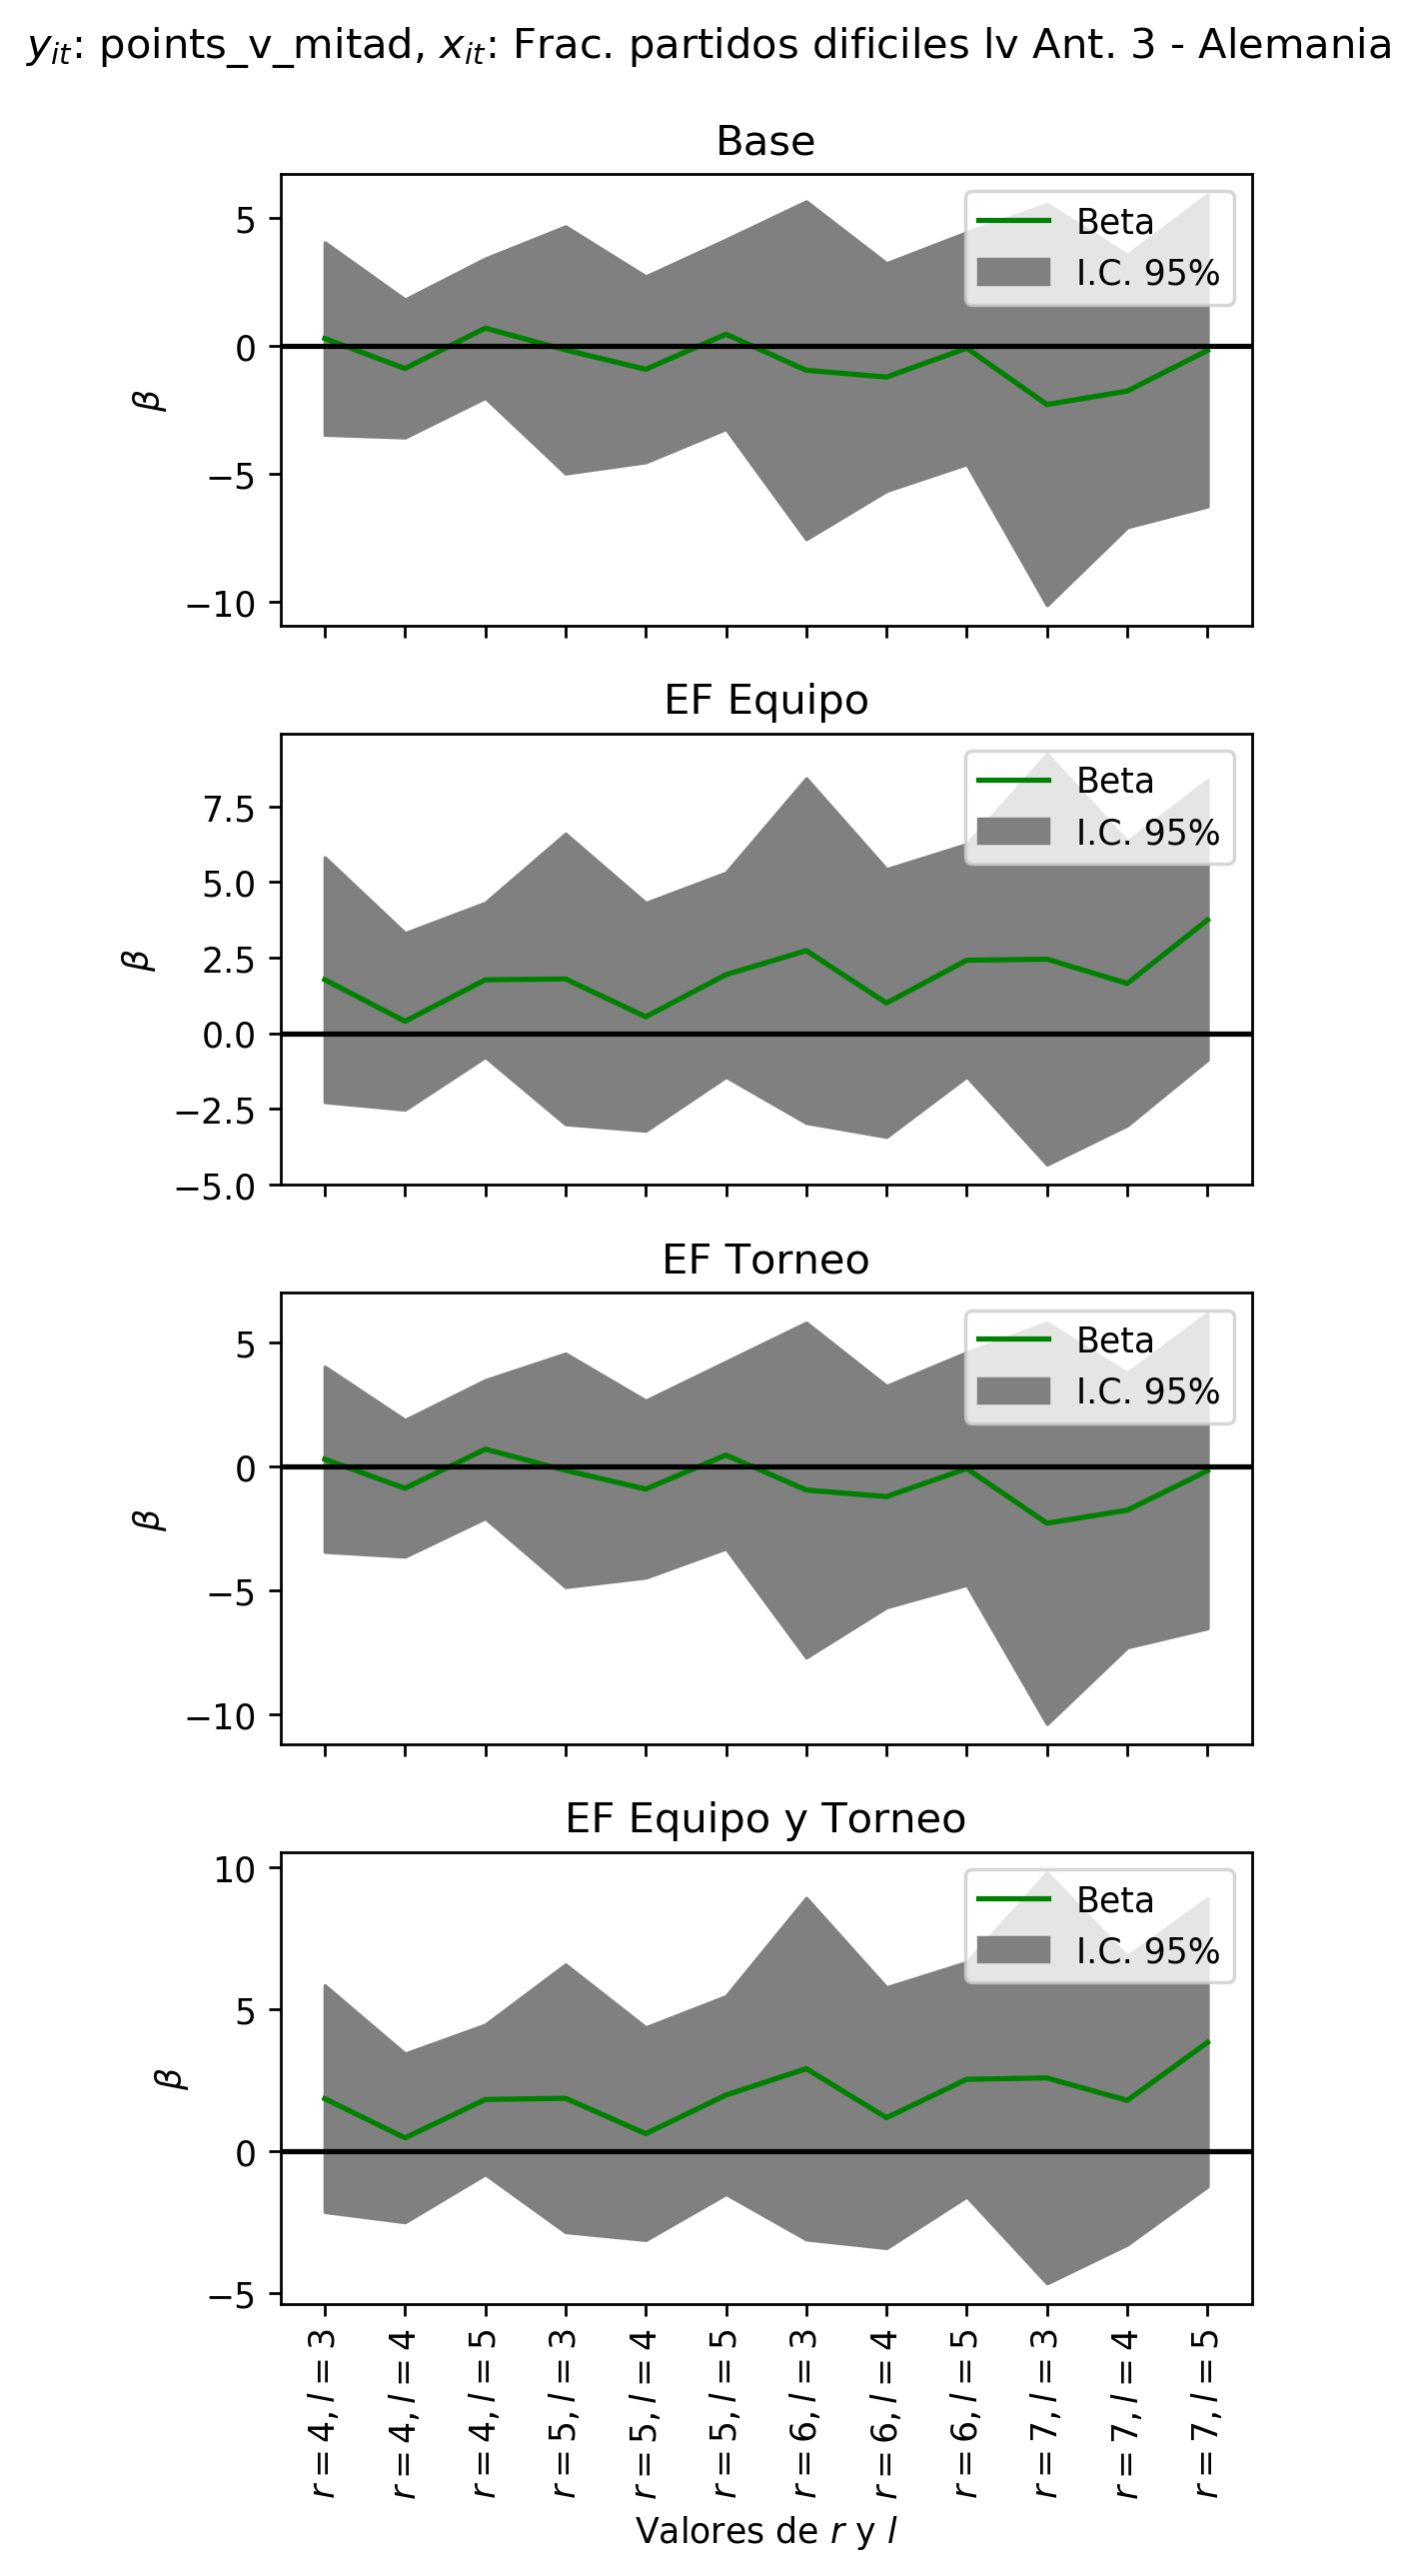 y_it: points_v_mitad, x_it: Frac. partidos dificiles lv Ant. 3 - Alemania
Base
5
0
−5
−10
β
Beta
I.C. 95%
EF Equipo
7.5
5.0
2.5
0.0
−2.5
−5.0
β
Beta
I.C. 95%
EF Torneo
5
0
−5
−10
β
Beta
I.C. 95%
EF Equipo y Torneo
10
5
0
−5
β
Beta
I.C. 95%
r = 4, l = 3
r = 4, l = 4
r = 4, l = 5
r = 5, l = 3
r = 5, l = 4
r = 5, l = 5
r = 6, l = 3
r = 6, l = 4
r = 6, l = 5
r = 7, l = 3
r = 7, l = 4
r = 7, l = 5
Valores de r y l